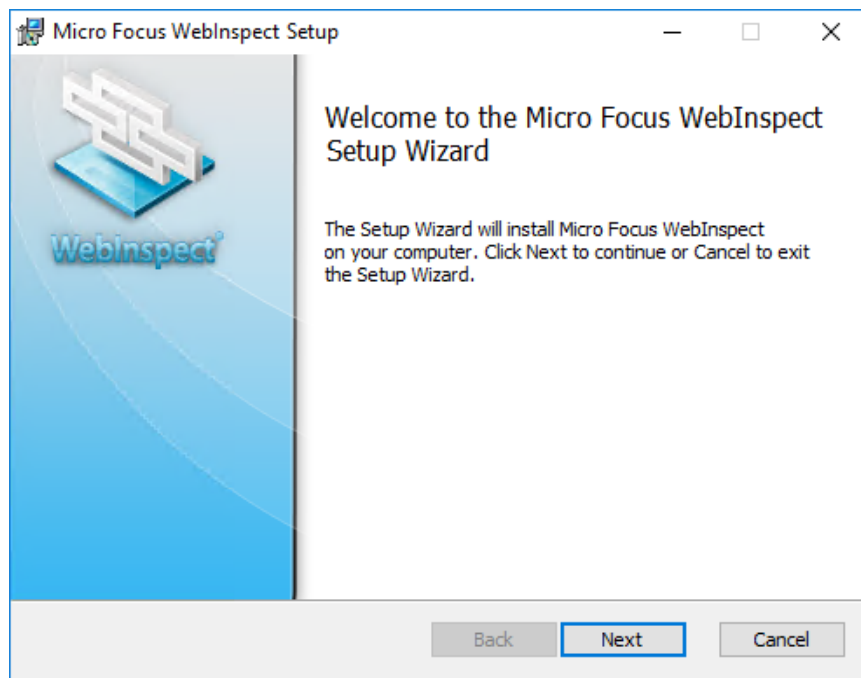 Micro Focus WebInspect Setup
WebInspect
Welcome to the Micro Focus WebInspect
Setup Wizard
The Setup Wizard will install Micro Focus WebInspect
on your computer. Click Next to continue or Cancel to exit
the Setup Wizard.
Back
Next
Cancel